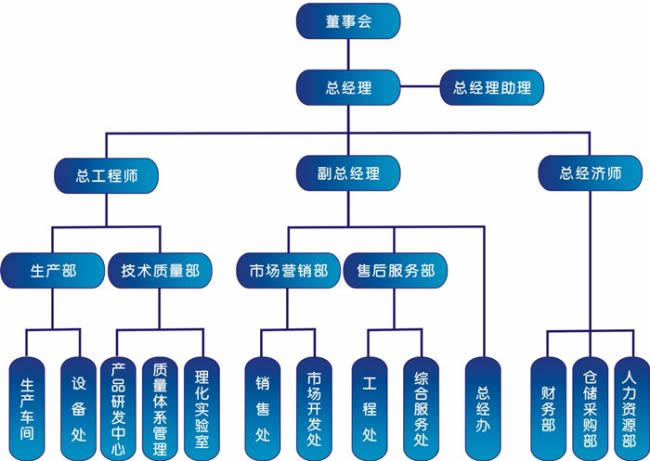 董事会
总经理
总经理助理
总工程师
副总经理
总经济师
生产部
技术质量部
市场营销部
售后服务部
生产车间
设备处
产品研发中心
质量体系管理
理化实验室
销售处
市场开发处
工程处
综合服务处
总经办
财务部
仓储采购部
人力资源部